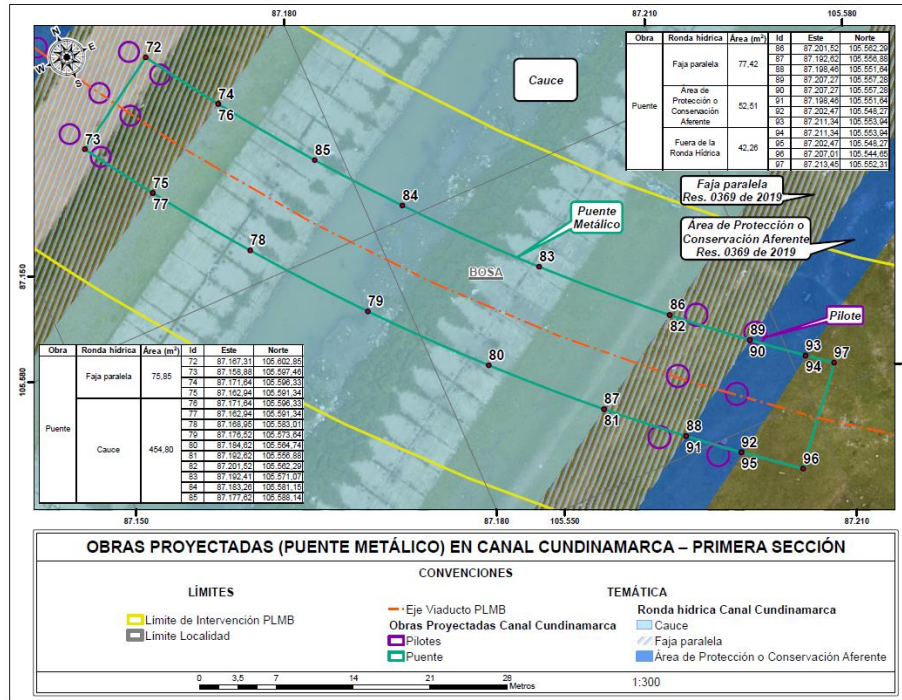 87.180
87.210
105.580
N
E
S
W
72
73
74
76
75
77
85
84
78
79
83
80
86
82
89
90
93
94
97
87
81
88
91
92
95
96
Cauce
BOSA
Puente
Metálico
Pilote
Faja paralela
Res. 0369 de 2019
Área de Protección o
Conservación Aferente
Res. 0369 de 2019
Obra Ronda hídrica Área (m²) Id Este Norte
Puente
Faja paralela 77,42
86 87.201,52 105.562,29
87 87.192,62 105.556,88
88 87.198,46 105.551,64
89 87.207,27 105.557,28
Área de
Protección o
Conservación
Aferente
52,51
90 87.207,27 105.557,28
91 87.198,46 105.551,64
92 87.202,47 105.548,27
93 87.211,34 105.553,94
Fuera de la
Ronda Hídrica
42,26
94 87.211,34 105.553,94
95 87.202,47 105.548,27
96 87.207,01 105.544,65
97 87.213,45 105.552,31
87.150
105.580
Obra Ronda hídrica Área (m²) Id Este Norte
Puente
Faja paralela 75,85
72 87.167,31 105.602,85
73 87.158,88 105.597,46
74 87.171,64 105.596,33
75 87.162,94 105.591,34
Cauce 454,80
76 87.171,64 105.596,33
77 87.162,94 105.591,34
78 87.168,95 105.583,01
79 87.176,52 105.573,64
80 87.184,62 105.564,74
81 87.192,62 105.556,88
82 87.201,52 105.562,29
83 87.192,41 105.571,07
84 87.183,26 105.581,15
85 87.177,62 105.588,14
87.150
87.180
105.550
87.210
OBRAS PROYECTADAS (PUENTE METÁLICO) EN CANAL CUNDINAMARCA – PRIMERA SECCIÓN
CONVENCIONES
LÍMITES
TEMÁTICA
Límite de Intervención PLMB
Límite Localidad
Eje Viaducto PLMB
Obras Proyectadas Canal Cundinamarca
Pilotes
Puente
Ronda hídrica Canal Cundinamarca
Cauce
Faja paralela
Área de Protección o Conservación Aferente
0 3,5 7 14 21 28
Metros
1:300